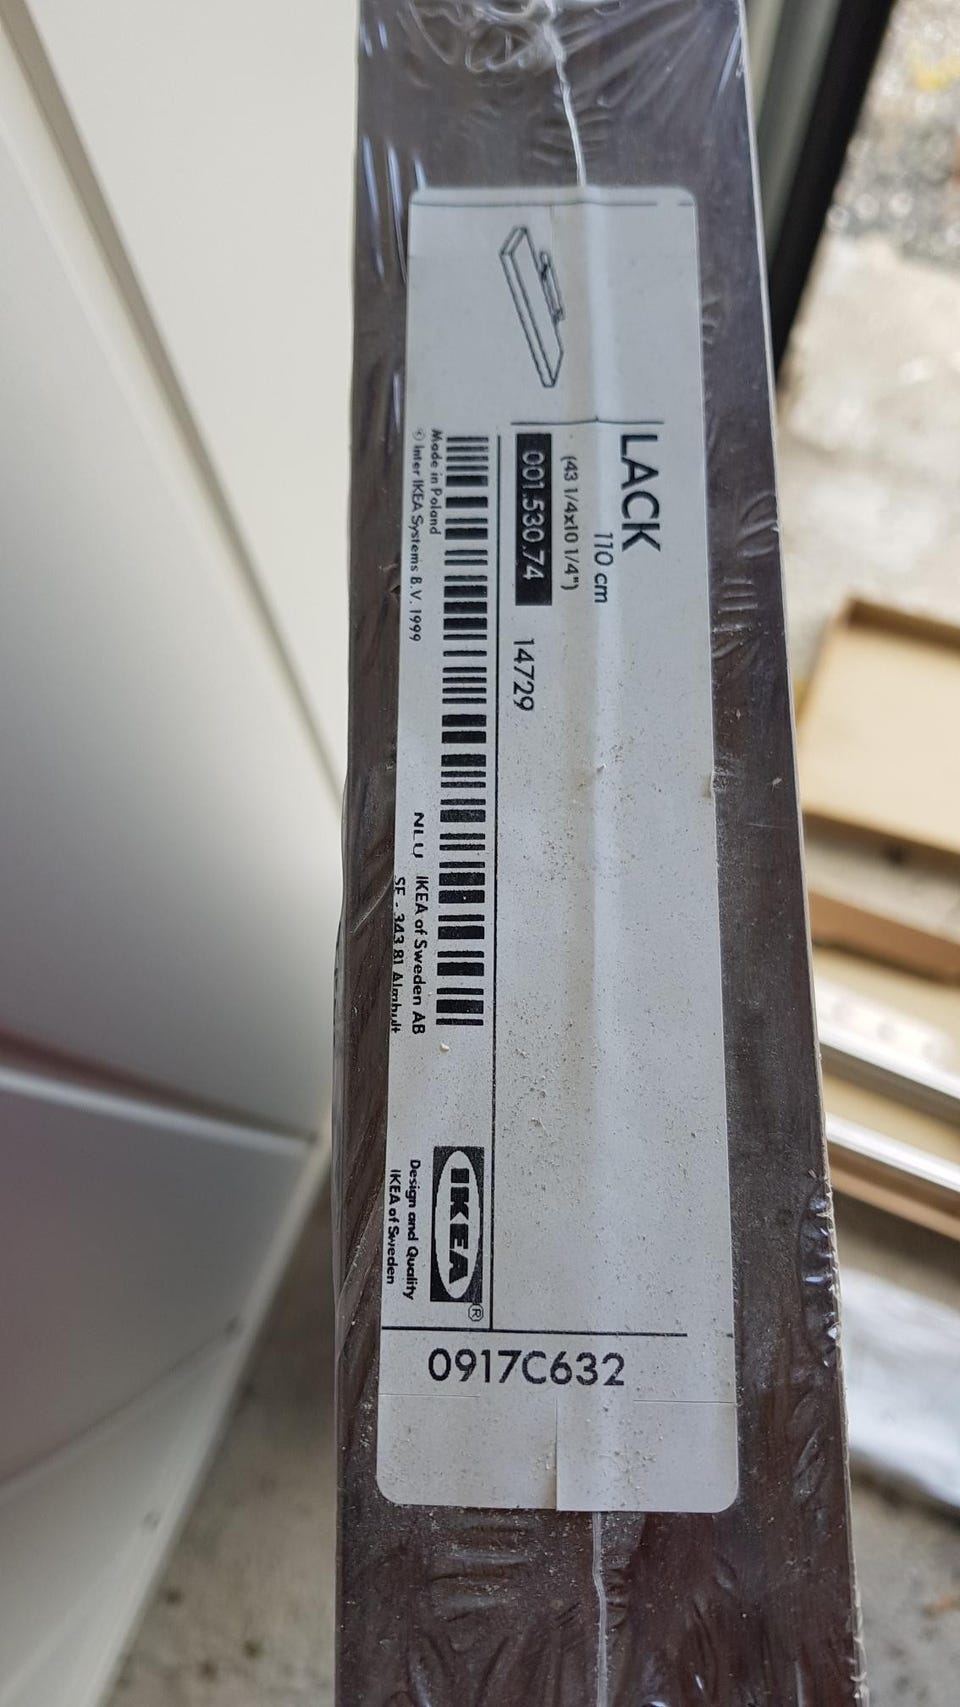 LACK
110 cm
(43 1/4x10 1/4")
001.530.74 14729
Made in Poland
© Inter IKEA Systems B.V. 1999
NLU IKEA of Sweden AB
SE - 343 81 Älmhult
IKEA®
Design and Quality
IKEA of Sweden
0917C632